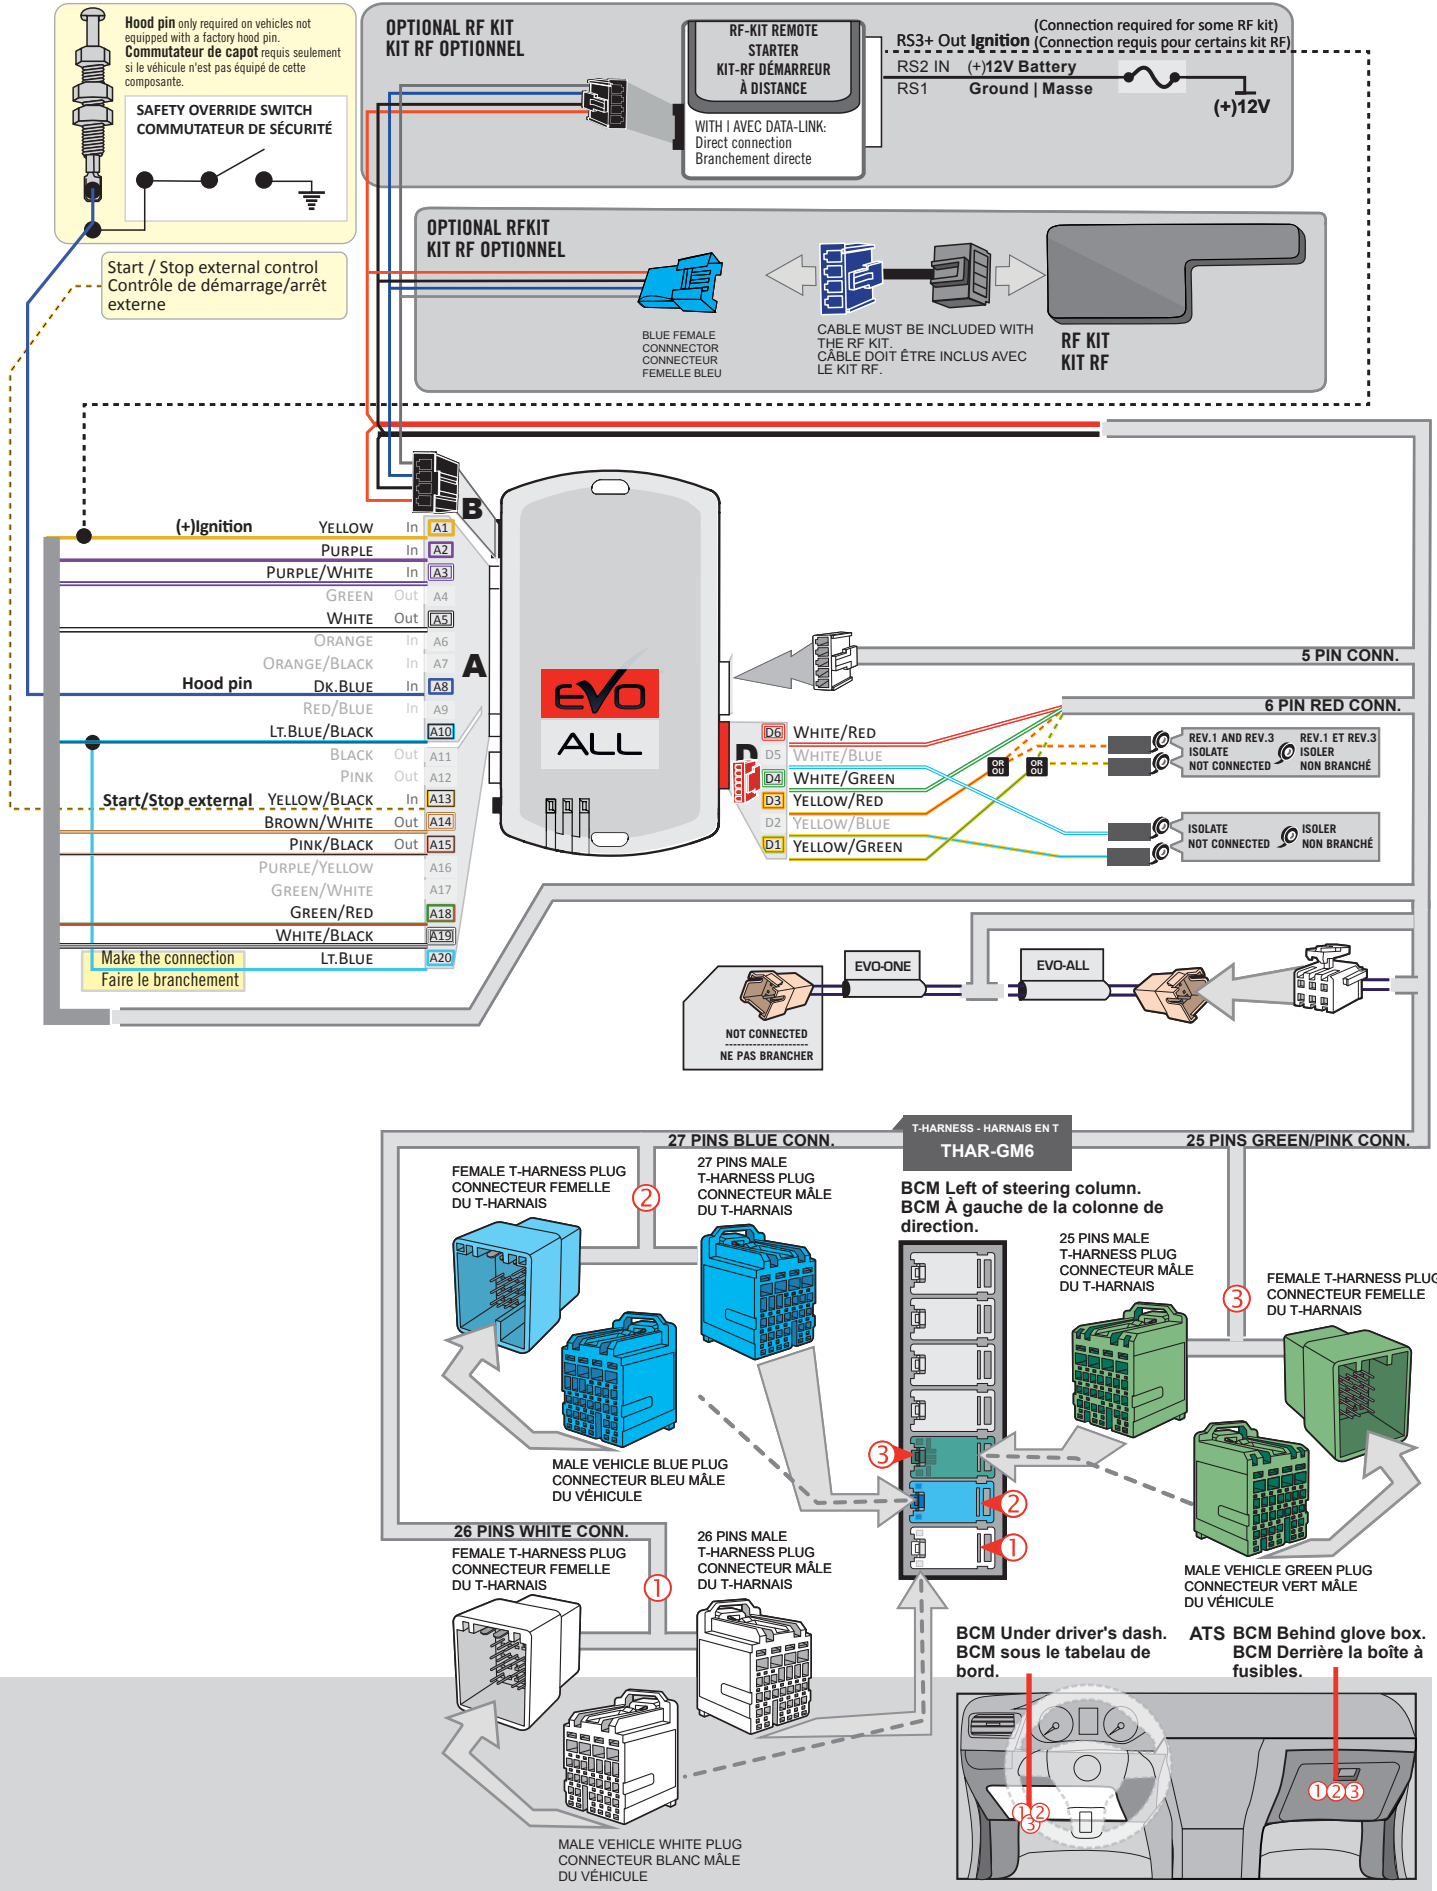 Hood pin only required on vehicles not
equipped with a factory hood pin.
Commutateur de capot requis seulement
si le véhicule n'est pas équipé de cette
composante.
SAFETY OVERRIDE SWITCH
COMMUTATEUR DE SÉCURITÉ
Start / Stop external control
Contrôle de démarrage/arrêt
externe
OPTIONAL RF KIT
KIT RF OPTIONNEL
RF-KIT REMOTE
STARTER
KIT-RF DÉMARREUR
À DISTANCE
WITH | AVEC DATA-LINK:
Direct connection
Branchement directe
(Connection required for some RF kit)
RS3+ Out Ignition (Connection requis pour certains kit RF)
RS2 IN (+)12V Battery
RS1 Ground | Masse
(+)12V
OPTIONAL RFKIT
KIT RF OPTIONNEL
BLUE FEMALE
CONNNECTOR
CONNECTEUR
FEMELLE BLEU
CABLE MUST BE INCLUDED WITH
THE RF KIT.
CÂBLE DOIT ÊTRE INCLUS AVEC
LE KIT RF.
RF KIT
KIT RF
B
(+)Ignition YELLOW In A1
PURPLE In A2
PURPLE/WHITE In A3
GREEN Out A4
WHITE Out A5
ORANGE In A6
ORANGE/BLACK In A7
Hood pin DK.BLUE In A8
RED/BLUE In A9
LT.BLUE/BLACK A10
BLACK Out A11
PINK Out A12
Start/Stop external YELLOW/BLACK In A13
BROWN/WHITE Out A14
PINK/BLACK Out A15
PURPLE/YELLOW A16
GREEN/WHITE A17
GREEN/RED A18
WHITE/BLACK A19
LT.BLUE A20
Make the connection
Faire le branchement
A
EVO
ALL
D
D6 WHITE/RED
D5 WHITE/BLUE
D4 WHITE/GREEN
D3 YELLOW/RED
D2 YELLOW/BLUE
D1 YELLOW/GREEN
OR
OU
OR
OU
5 PIN CONN.
6 PIN RED CONN.
REV.1 AND REV.3
ISOLATE
NOT CONNECTED
REV.1 ET REV.3
ISOLER
NON BRANCHÉ
ISOLATE
NOT CONNECTED
ISOLER
NON BRANCHÉ
EVO-ONE
EVO-ALL
NOT CONNECTED
NE PAS BRANCHER
T-HARNESS - HARNAIS EN T
THAR-GM6
27 PINS BLUE CONN.
25 PINS GREEN/PINK CONN.
FEMALE T-HARNESS PLUG
CONNECTEUR FEMELLE
DU T-HARNAIS
2
27 PINS MALE
T-HARNESS PLUG
CONNECTEUR MÂLE
DU T-HARNAIS
BCM Left of steering column.
BCM À gauche de la colonne de
direction.
25 PINS MALE
T-HARNESS PLUG
CONNECTEUR MÂLE
DU T-HARNAIS
3
FEMALE T-HARNESS PLUG
CONNECTEUR FEMELLE
DU T-HARNAIS
MALE VEHICLE BLUE PLUG
CONNECTEUR BLEU MÂLE
DU VÉHICULE
3
2
1
26 PINS WHITE CONN.
FEMALE T-HARNESS PLUG
CONNECTEUR FEMELLE
DU T-HARNAIS
1
26 PINS MALE
T-HARNESS PLUG
CONNECTEUR MÂLE
DU T-HARNAIS
MALE VEHICLE GREEN PLUG
CONNECTEUR VERT MÂLE
DU VÉHICULE
BCM Under driver's dash.
BCM sous le tabelau de
bord.
ATS BCM Behind glove box.
BCM Derrière la boîte à
fusibles.
1 2
3
1 2 3
MALE VEHICLE WHITE PLUG
CONNECTEUR BLANC MÂLE
DU VÉHICULE